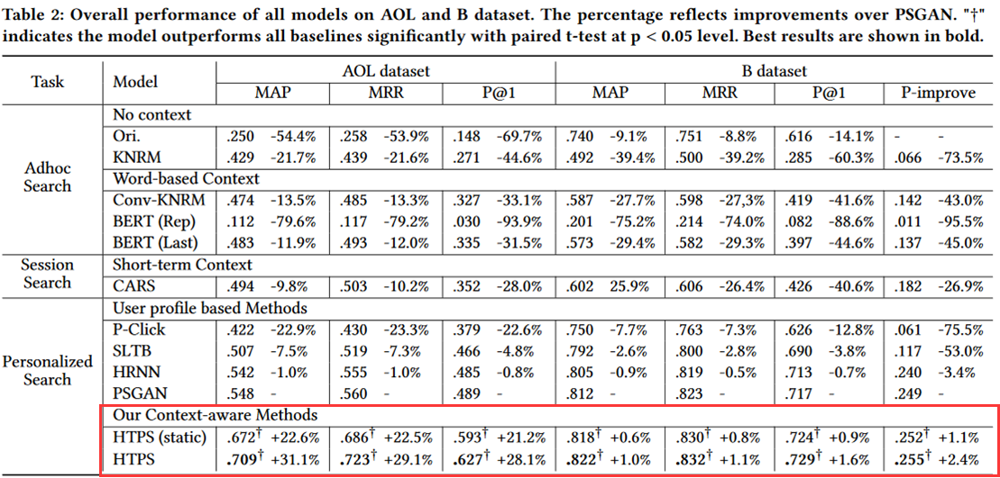 Table 2: Overall performance of all models on AOL and B dataset. The percentage reflects improvements over PSGAN. "†"
indicates the model outperforms all baselines significantly with paired t-test at p < 0.05 level. Best results are shown in bold.
Task Model AOL dataset B dataset
MAP MRR P@1 MAP MRR P@1 P-improve
Adhoc Search
No context
Ori. .250 -54.4% .258 -53.9% .148 -69.7% .740 -9.1% .751 -8.8% .616 -14.1% - -
KNRM .429 -21.7% .439 -21.6% .271 -44.6% .492 -39.4% .500 -39.2% .285 -60.3% .066 -73.5%
Word-based Context
Conv-KNRM .474 -13.5% .485 -13.3% .327 -33.1% .587 -27.7% .598 -27,3% .419 -41.6% .142 -43.0%
BERT (Rep) .112 -79.6% .117 -79.2% .030 -93.9% .201 -75.2% .214 -74.0% .082 -88.6% .011 -95.5%
BERT (Last) .483 -11.9% .493 -12.0% .335 -31.5% .573 -29.4% .582 -29.3% .397 -44.6% .137 -45.0%
Session Search
Short-term Context
CARS .494 -9.8% .503 -10.2% .352 -28.0% .602 25.9% .606 -26.4% .426 -40.6% .182 -26.9%
Personalized Search
User profile based Methods
P-Click .422 -22.9% .430 -23.3% .379 -22.6% .750 -7.7% .763 -7.3% .626 -12.8% .061 -75.5%
SLTB .507 -7.5% .519 -7.3% .466 -4.8% .792 -2.6% .800 -2.8% .690 -3.8% .117 -53.0%
HRNN .542 -1.0% .555 -1.0% .485 -0.8% .805 -0.9% .819 -0.5% .713 -0.7% .240 -3.4%
PSGAN .548 - .560 - .489 - .812 - .823 - .717 - .249 -
Our Context-aware Methods
HTPS (static) .672† +22.6% .686† +22.5% .593† +21.2% .818† +0.6% .830† +0.8% .724† +0.9% .252† +1.1%
HTPS .709† +31.1% .723† +29.1% .627† +28.1% .822† +1.0% .832† +1.1% .729† +1.6% .255† +2.4%